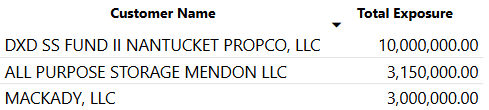 Customer Name Total Exposure
DXD SS FUND II NANTUCKET PROPCO, LLC 10,000,000.00
ALL PURPOSE STORAGE MENDON LLC 3,150,000.00
MACKADY, LLC 3,000,000.00